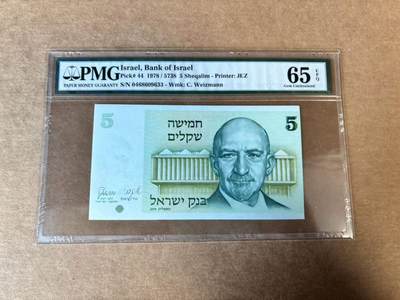 PMG
PAPER MONEY GUARANTY
Israel, Bank of Israel
Pick# 44 1978 / 5738 5 Sheqalim - Printer: JEZ
S/N 0468609633 - Wmk: C. Weizmann
65 EPQ
Gem Uncirculated
5
חמישה
שקלים
5
בנק ישראל